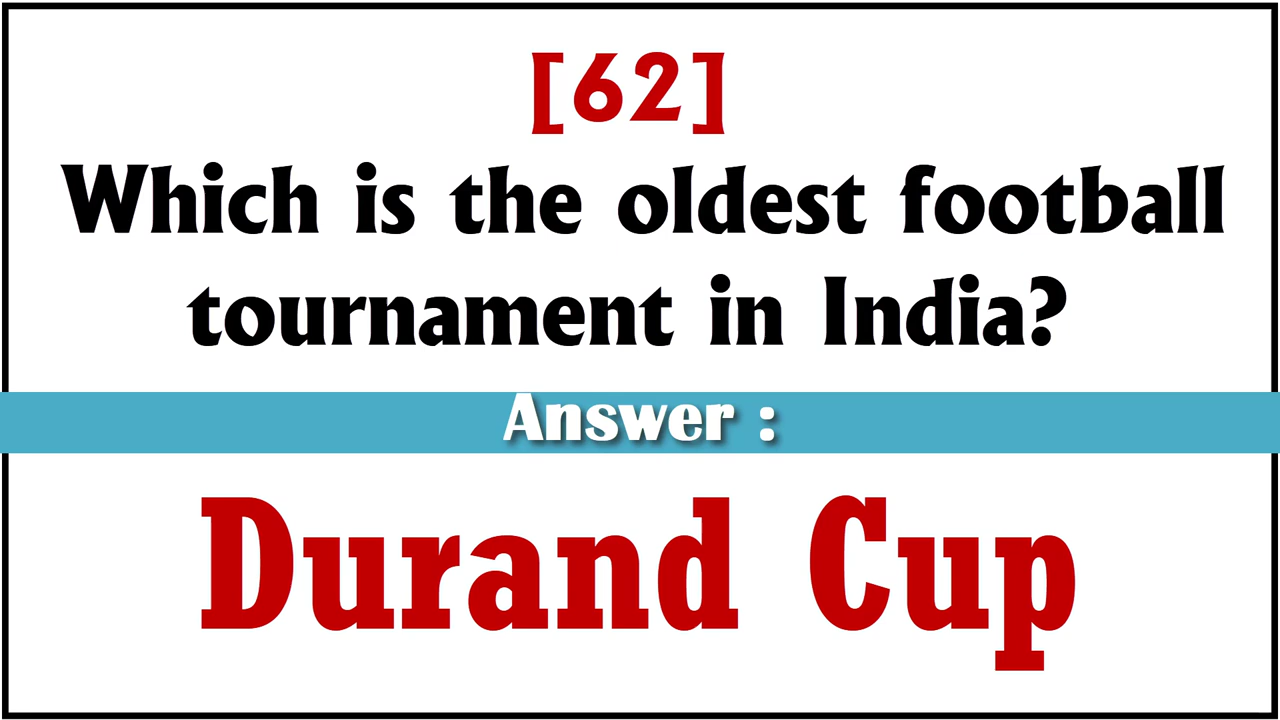 [62]
Which is the oldest football
tournament in India?
Answer :
Durand Cup